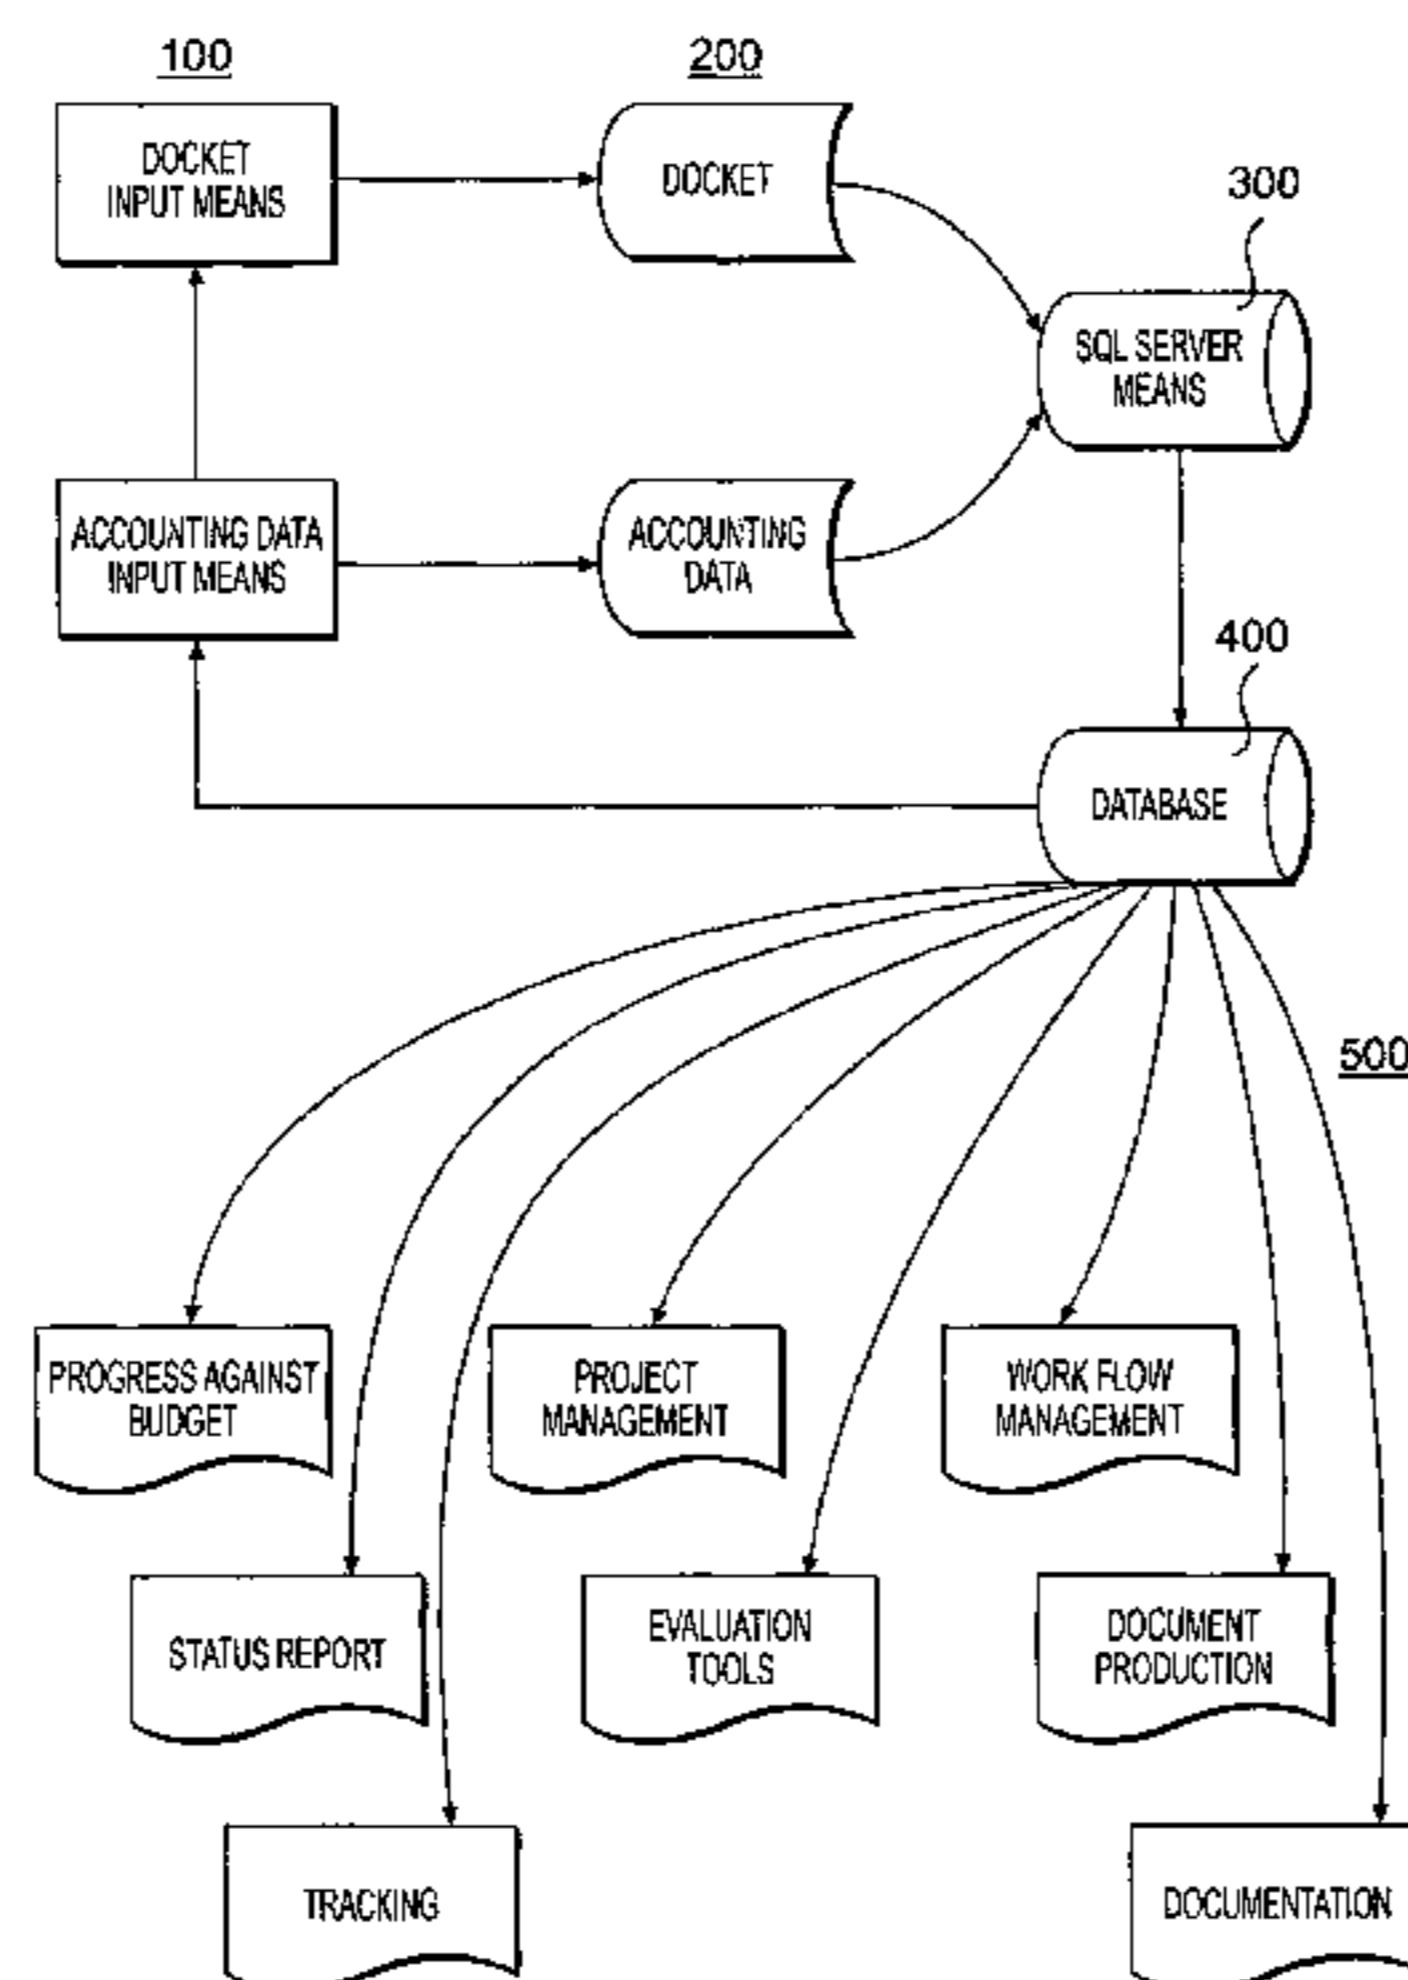 100
200
DOCKET
INPUT MEANS
DOCKET
300
SQL SERVER
MEANS
ACCOUNTING DATA
INPUT MEANS
ACCOUNTING
DATA
400
DATABASE
500
PROGRESS AGAINST
BUDGET
PROJECT
MANAGEMENT
WORK FLOW
MANAGEMENT
STATUS REPORT
EVALUATION
TOOLS
DOCUMENT
PRODUCTION
TRACKING
DOCUMENTATION